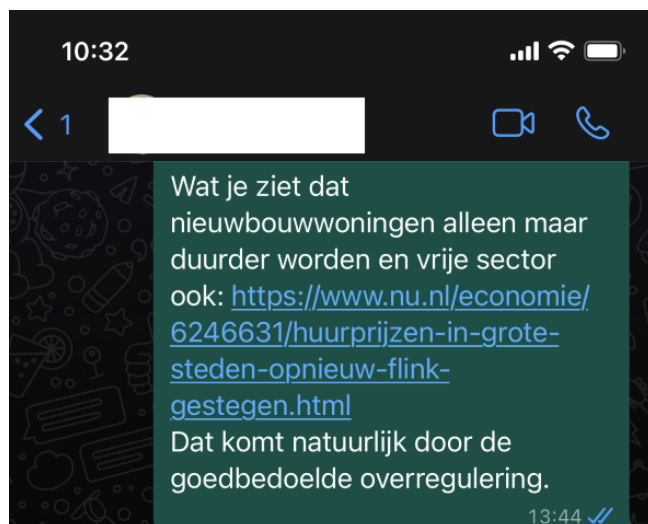 10:32
1
Wat je ziet dat
nieuwbouwwoningen alleen maar
duurder worden en vrije sector
ook: https://www.nu.nl/economie/
6246631/huurprijzen-in-grote-
steden-opnieuw-flink-
gestegen.html
Dat komt natuurlijk door de
goedbedoelde overregulering.
13:44